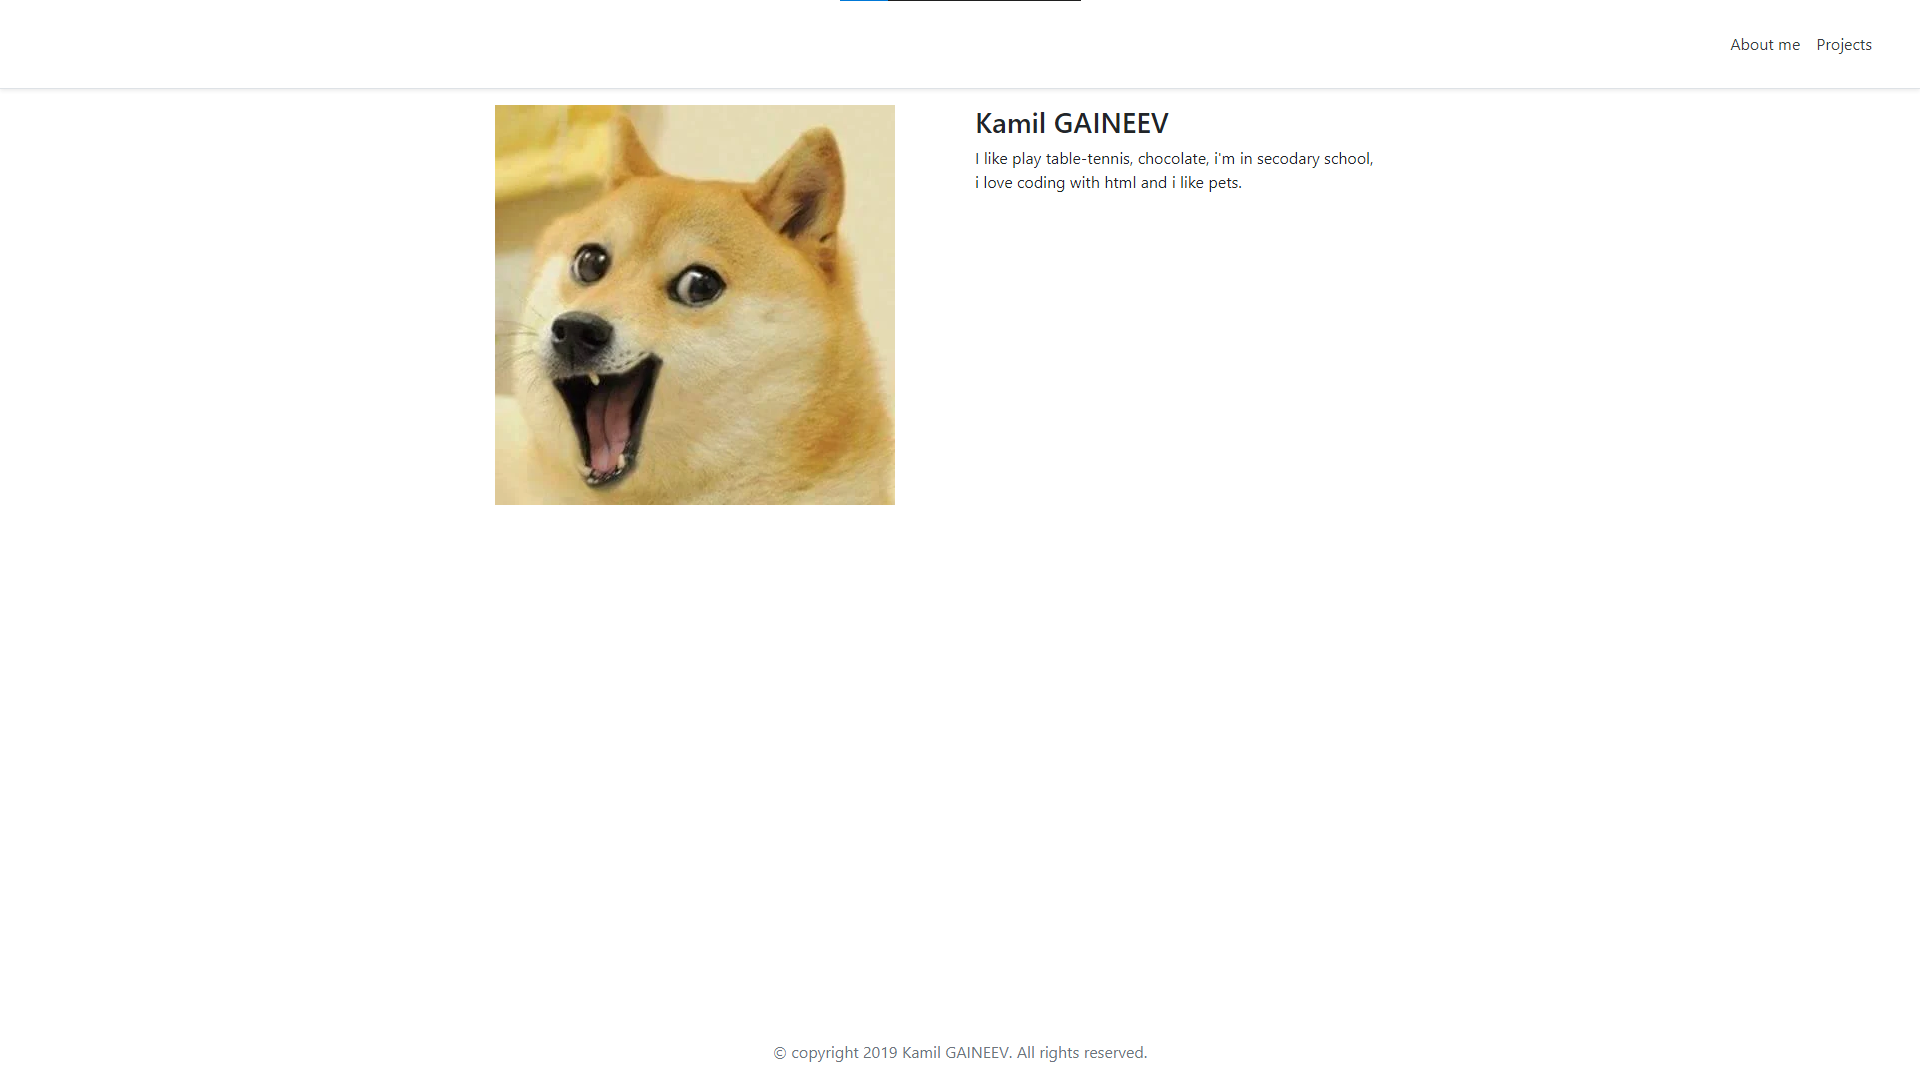 About me Projects
Kamil GAINEEV
I like play table-tennis, chocolate, i'm in secodary school,
i love coding with html and i like pets.
© copyright 2019 Kamil GAINEEV. All rights reserved.